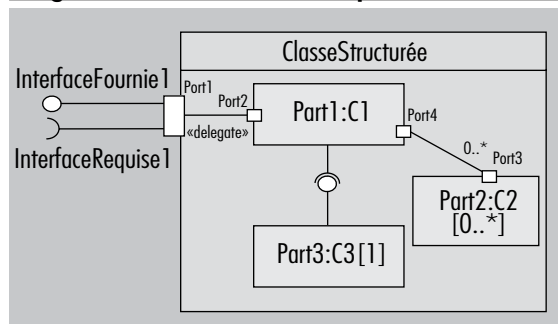 ClasseStructurée
InterfaceFournie1
Port1
Port2
Part1:C1
Port4
«delegate»
InterfaceRequise1
0..*
Port3
Part2:C2
[0..*]
Part3:C3[1]